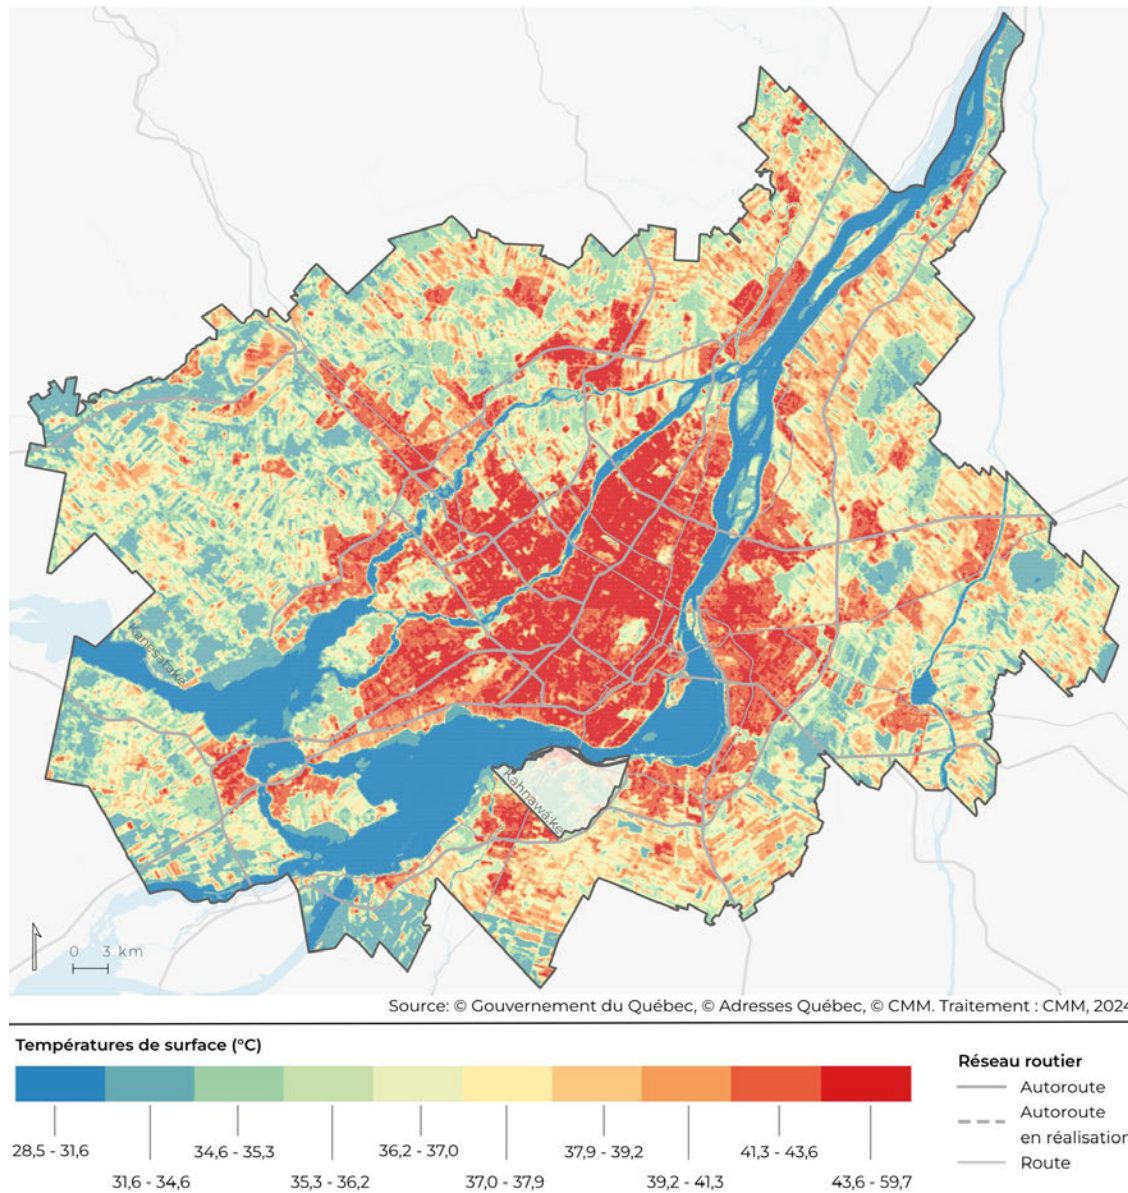 Kanesatake
Kahnawá:ke
0 3 km
Source: © Gouvernement du Québec, © Adresses Québec, © CMM. Traitement : CMM, 2024
Températures de surface (°C)
28,5 - 31,6
31,6 - 34,6
34,6 - 35,3
35,3 - 36,2
36,2 - 37,0
37,0 - 37,9
37,9 - 39,2
39,2 - 41,3
41,3 - 43,6
43,6 - 59,7
Réseau routier
Autoroute
Autoroute
en réalisation
Route